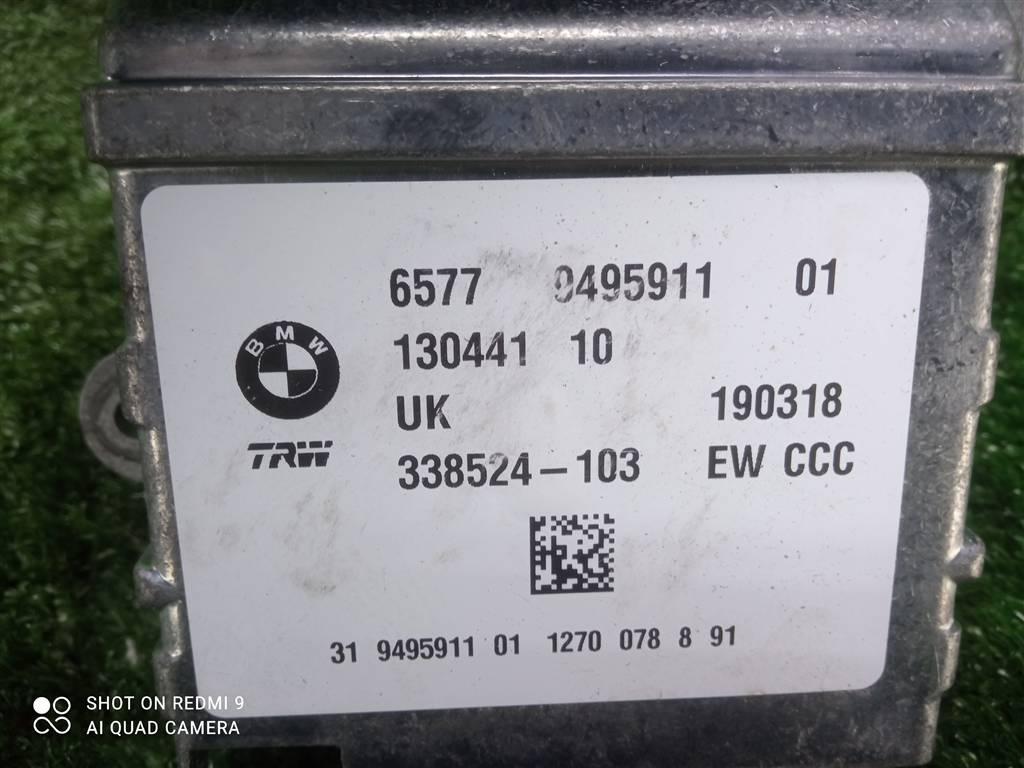 6577 9495911 01
130441 10
BMW
UK 190318
TRW
338524-103 EW CCC
31 9495911 01 1270 078 8 91
SHOT ON REDMI 9
AI QUAD CAMERA